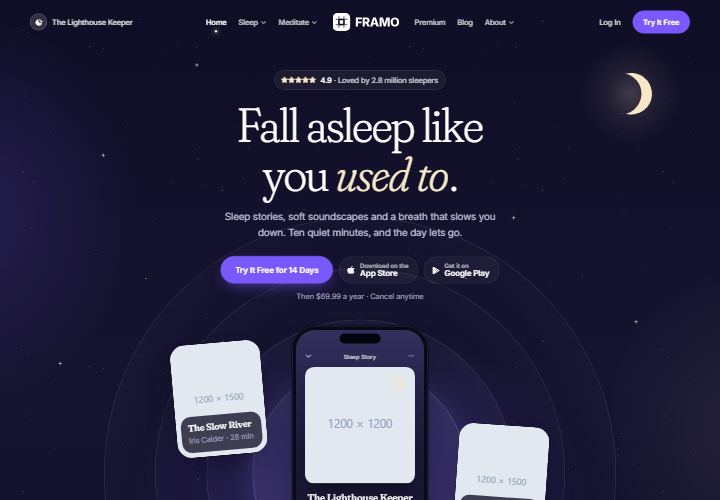 The Lighthouse Keeper
Home Sleep Meditate FRAMO Premium Blog About
Log In Try It Free
4.9 · Loved by 2.8 million sleepers
Fall asleep like
you used to.
Sleep stories, soft soundscapes and a breath that slows you
down. Ten quiet minutes, and the day lets go.
Try It Free for 14 Days
Download on the
App Store
Get it on
Google Play
Then $69.99 a year · Cancel anytime
Sleep Story
1200 × 1500
The Slow River
Iris Calder · 28 min
1200 × 1200
The Lighthouse Keeper
1200 × 1500